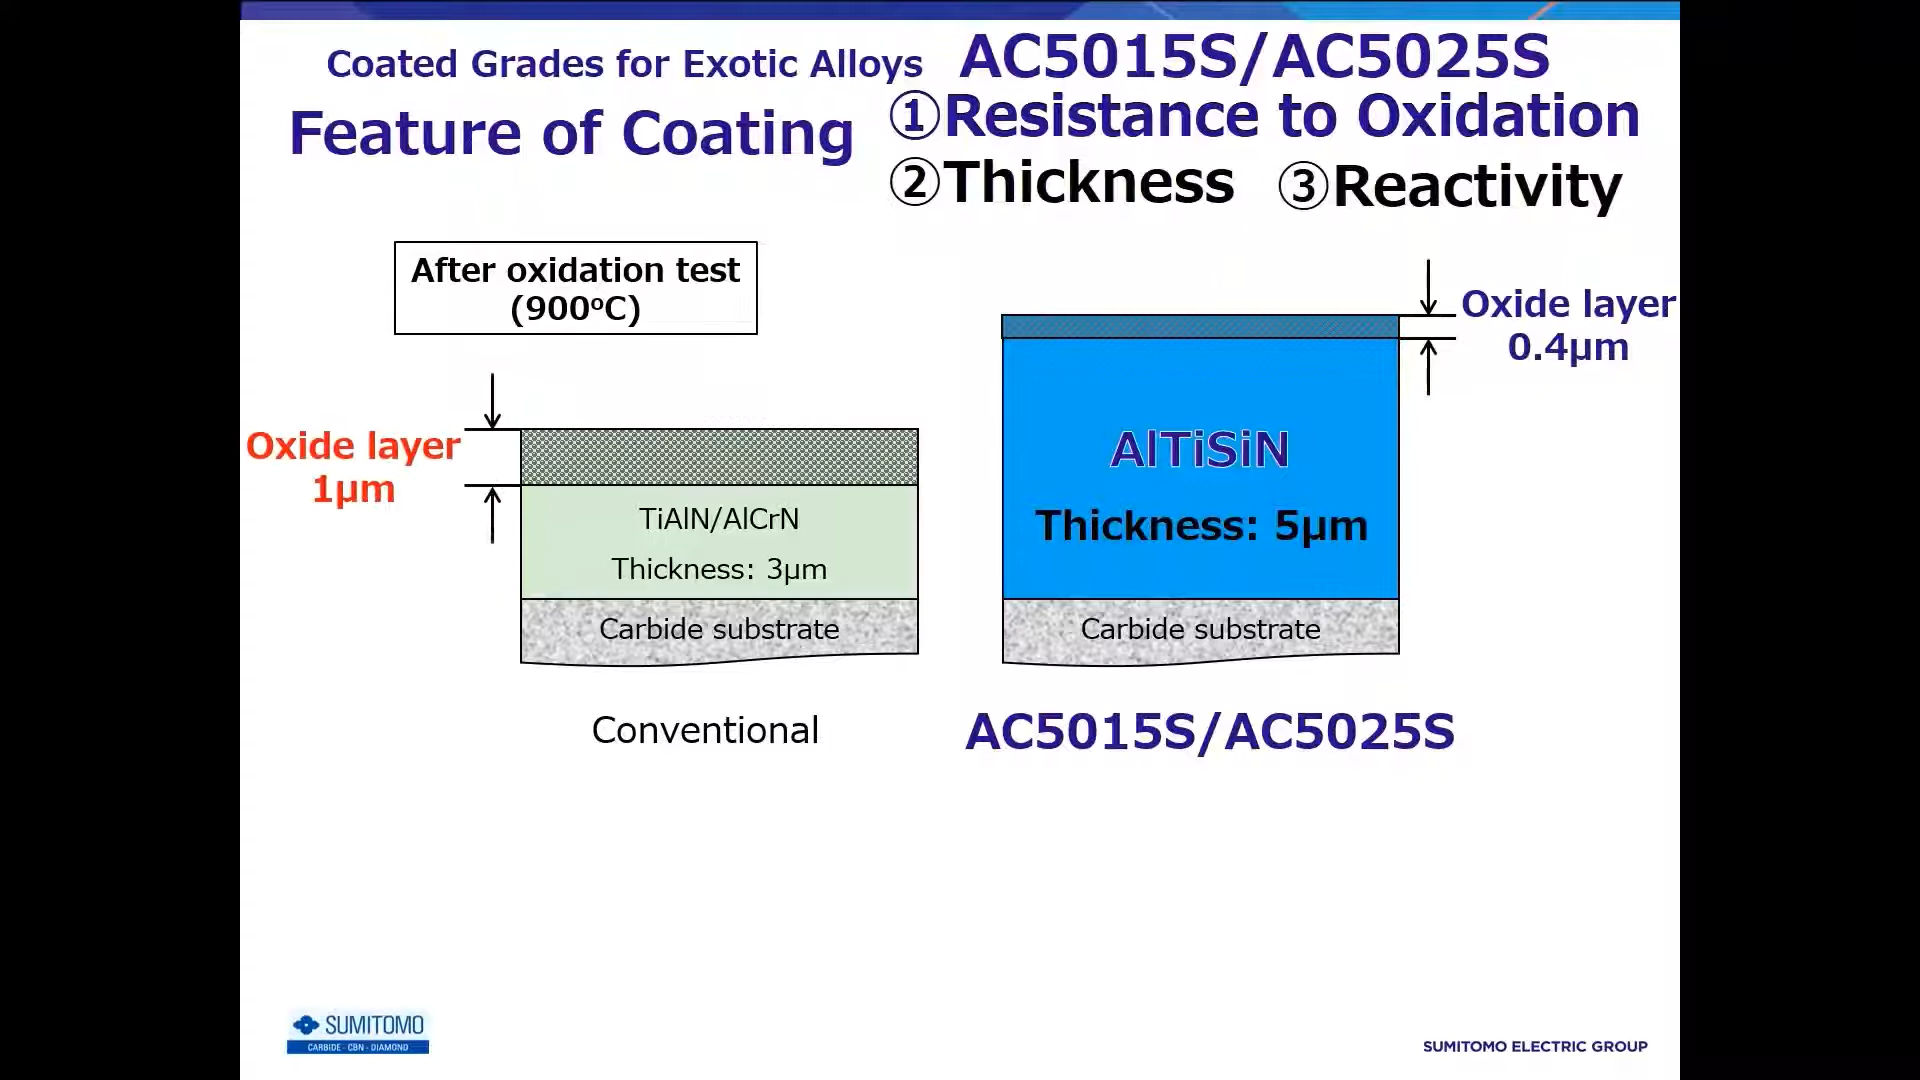 Coated Grades for Exotic Alloys AC5015S/AC5025S
Feature of Coating
①Resistance to Oxidation
②Thickness ③Reactivity
After oxidation test
(900ºC)
Oxide layer
1μm
TiAlN/AlCrN
Thickness: 3μm
Carbide substrate
Conventional
Oxide layer
0.4μm
AlTiSiN
Thickness: 5μm
Carbide substrate
AC5015S/AC5025S
SUMITOMO
CARBIDE - CBN - DIAMOND
SUMITOMO ELECTRIC GROUP